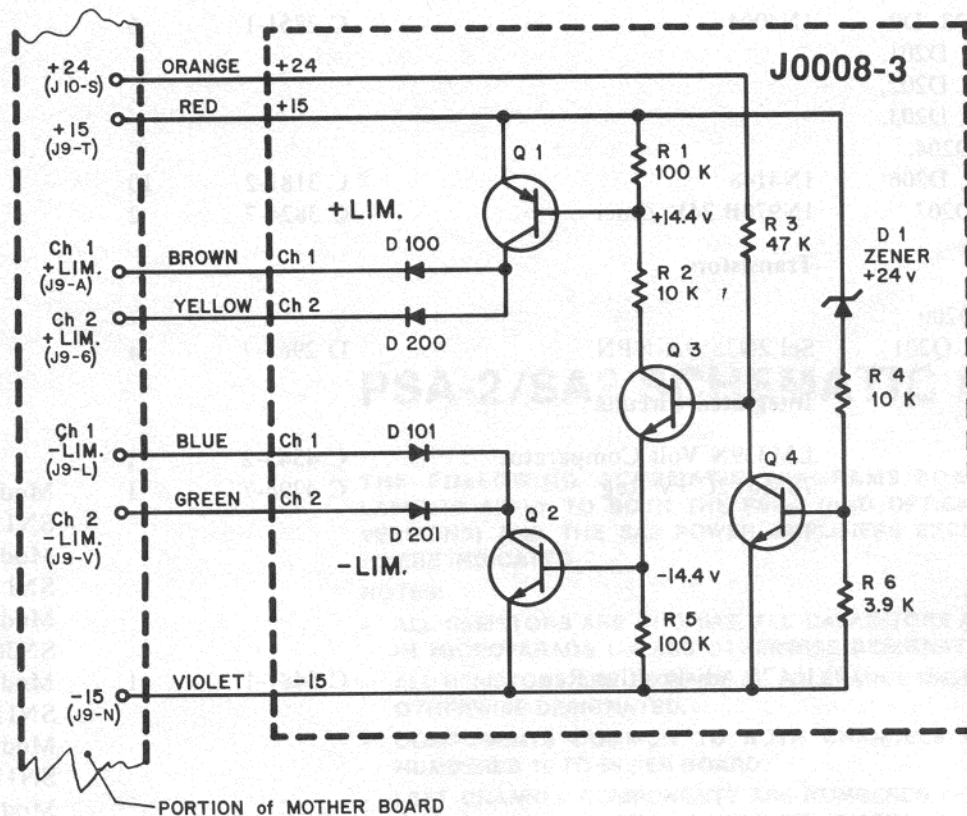 +24
(J10-S)
ORANGE
+24
J0008-3
+15
(J9-T)
RED
+15
Q 1
R 1
100 K
+LIM.
+14.4 v
R 3
47 K
D 1
ZENER
+24 v
Ch 1
+LIM.
(J9-A)
BROWN
Ch 1
D 100
R 2
10 K
Ch 2
+LIM.
(J9-6)
YELLOW
Ch 2
D 200
Q 3
R 4
10 K
Ch 1
-LIM.
(J9-L)
BLUE
Ch 1
D 101
Q 4
Ch 2
-LIM.
(J9-V)
GREEN
Ch 2
D 201
Q 2
-LIM.
-14.4 v
R 6
3.9 K
R 5
100 K
-15
(J9-N)
VIOLET
-15
PORTION of MOTHER BOARD